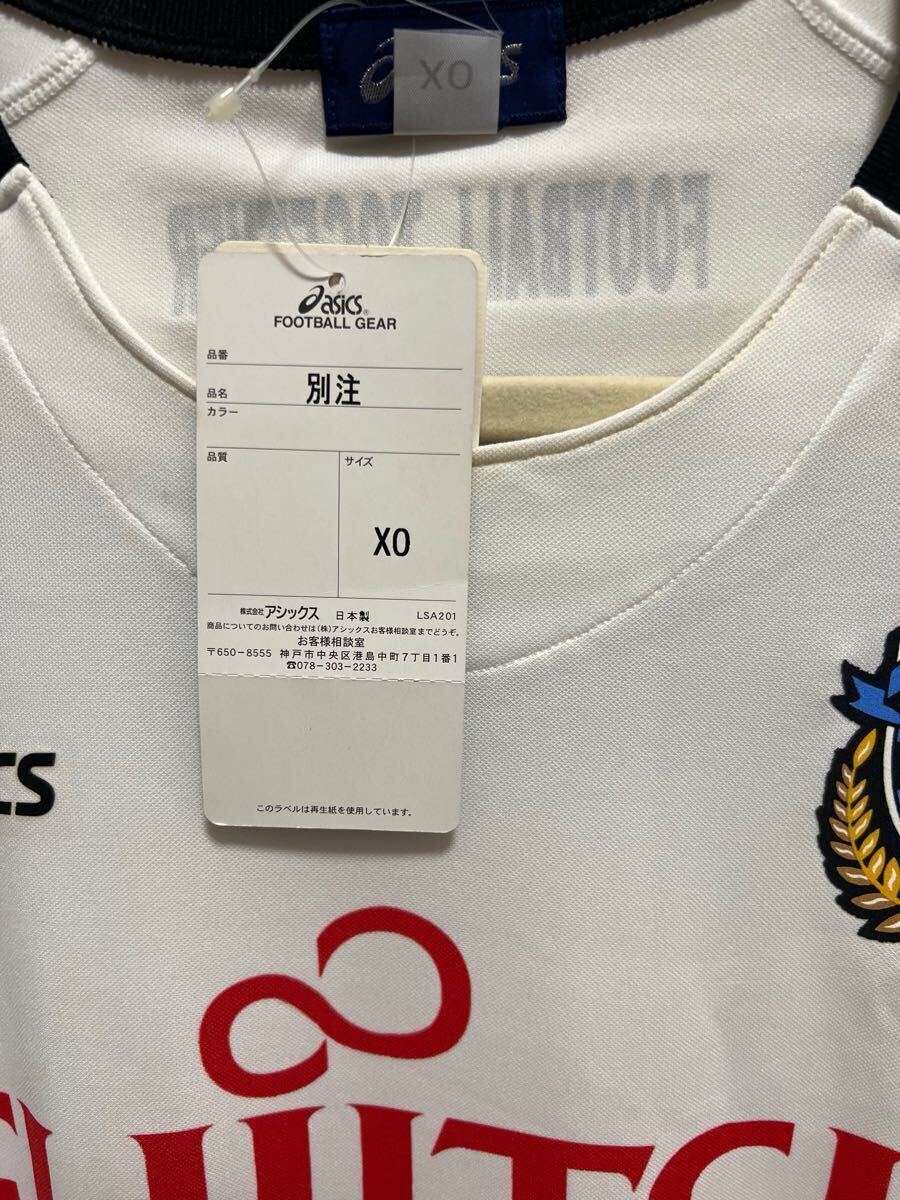 asics
XO
FOOTBALL TOGETHER
asics®
FOOTBALL GEAR
品番
品名 別注
カラー
品質
サイズ
XO
株式会社アシックス 日本製 LSA201
商品についてのお問い合わせは(株)アシックスお客様相談室までどうぞ。
お客様相談室
〒650-8555 神戸市中央区港島中町7丁目1番1
☎078-303-2233
このラベルは再生紙を使用しています。
cs
FUJITSU